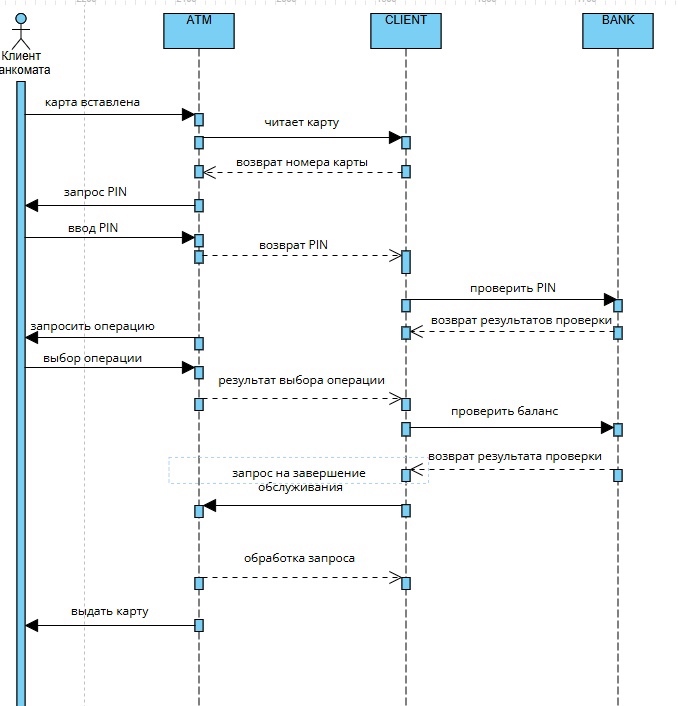 ATM
CLIENT
BANK
Клиент
анкомата
карта вставлена
читает карту
возврат номера карты
запрос PIN
ввод PIN
возврат PIN
проверить PIN
возврат результатов проверки
запросить операцию
выбор операции
результат выбора операции
проверить баланс
возврат результата проверки
запрос на завершение
обслуживания
обработка запроса
выдать карту